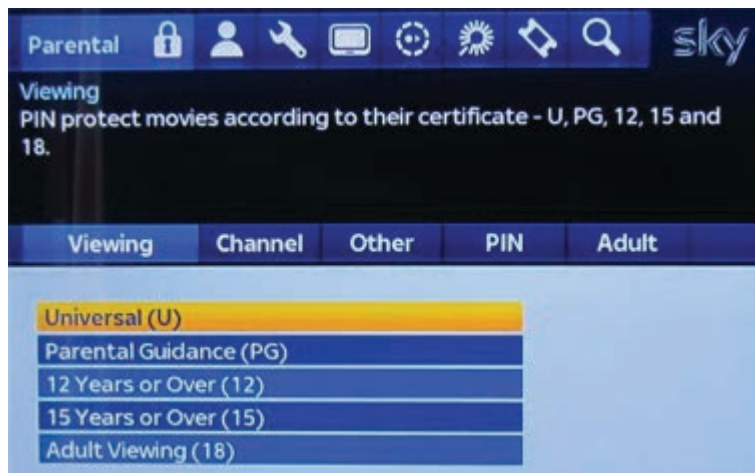 Parental
sky
Viewing
PIN protect movies according to their certificate - U, PG, 12, 15 and
18.
Viewing Channel Other PIN Adult
Universal (U)
Parental Guidance (PG)
12 Years or Over (12)
15 Years or Over (15)
Adult Viewing (18)